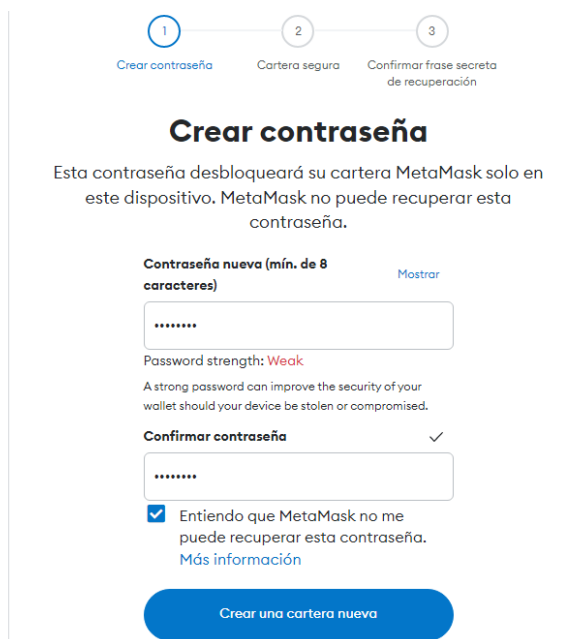 1 2 3
Crear contraseña Cartera segura Confirmar frase secreta
de recuperación
Crear contraseña
Esta contraseña desbloqueará su cartera MetaMask solo en
este dispositivo. MetaMask no puede recuperar esta
contraseña.
Contraseña nueva (mín. de 8
caracteres)
Mostrar
••••••••
Password strength: Weak
A strong password can improve the security of your
wallet should your device be stolen or compromised.
Confirmar contraseña
••••••••
Entiendo que MetaMask no me
puede recuperar esta contraseña.
Más información
Crear una cartera nueva